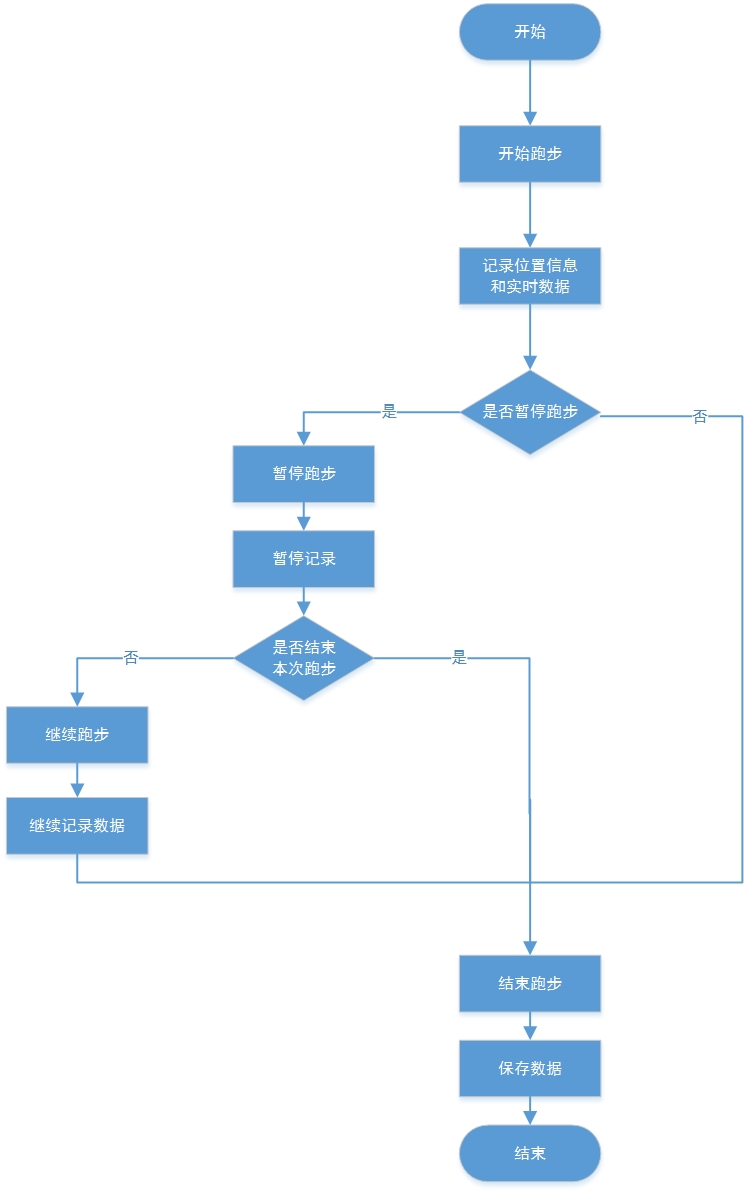 开始
开始跑步
记录位置信息
和实时数据
是否暂停跑步
是
否
暂停跑步
暂停记录
是否结束
本次跑步
否
是
继续跑步
继续记录数据
结束跑步
保存数据
结束